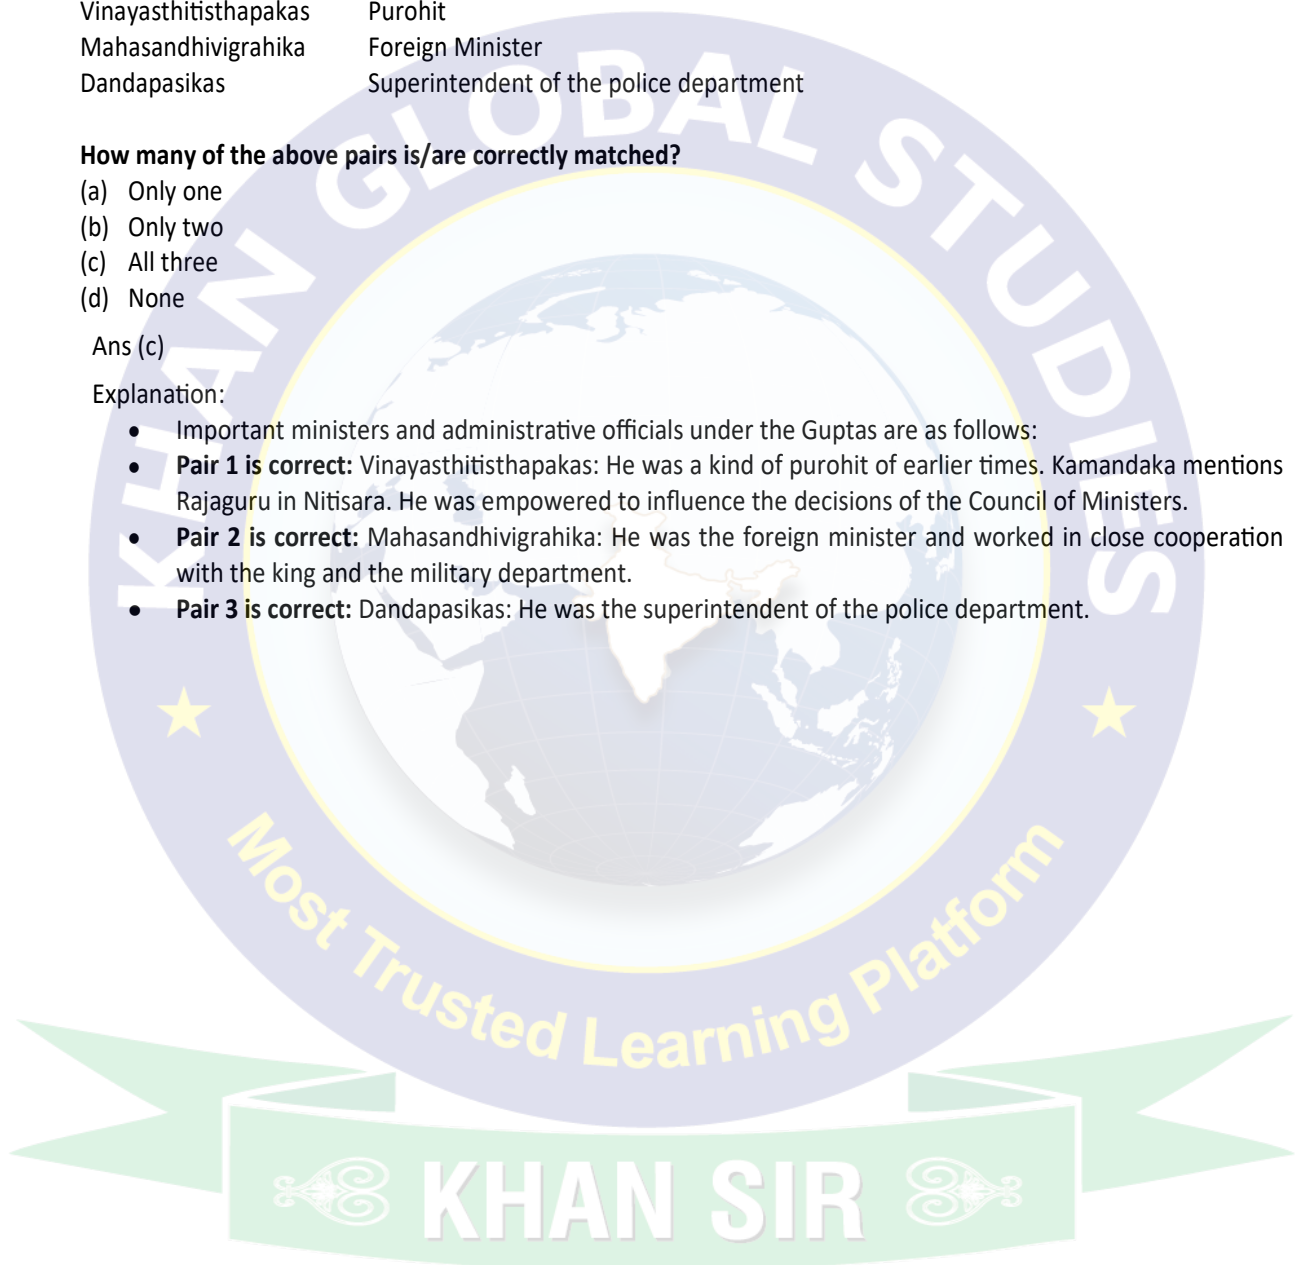 Vinayasthitisthapakas Purohit
Mahasandhivigrahika Foreign Minister
Dandapasikas Superintendent of the police department
How many of the above pairs is/are correctly matched?
(a) Only one
(b) Only two
(c) All three
(d) None
Ans (c)
Explanation:
• Important ministers and administrative officials under the Guptas are as follows:
• Pair 1 is correct: Vinayasthitisthapakas: He was a kind of purohit of earlier times. Kamandaka mentions
Rajaguru in Nitisara. He was empowered to influence the decisions of the Council of Ministers.
• Pair 2 is correct: Mahasandhivigrahika: He was the foreign minister and worked in close cooperation
with the king and the military department.
• Pair 3 is correct: Dandapasikas: He was the superintendent of the police department.
KHAN GLOBAL STUDIES
Most Trusted Learning Platform
KHAN SIR